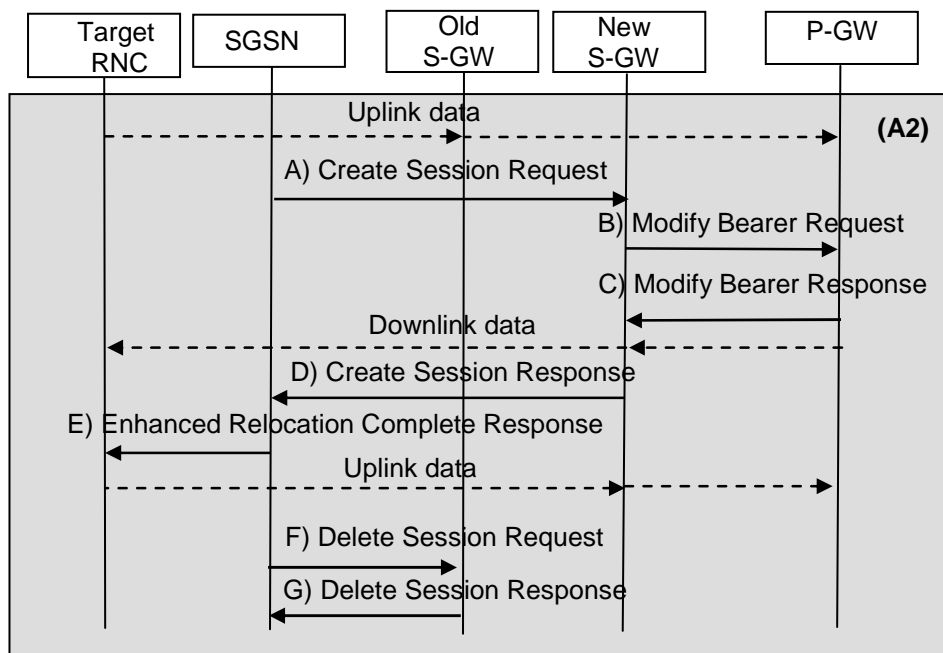 Target
RNC
SGSN
Old
S-GW
New
S-GW
P-GW
Uplink data
(A2)
A) Create Session Request
B) Modify Bearer Request
C) Modify Bearer Response
Downlink data
D) Create Session Response
E) Enhanced Relocation Complete Response
Uplink data
F) Delete Session Request
G) Delete Session Response